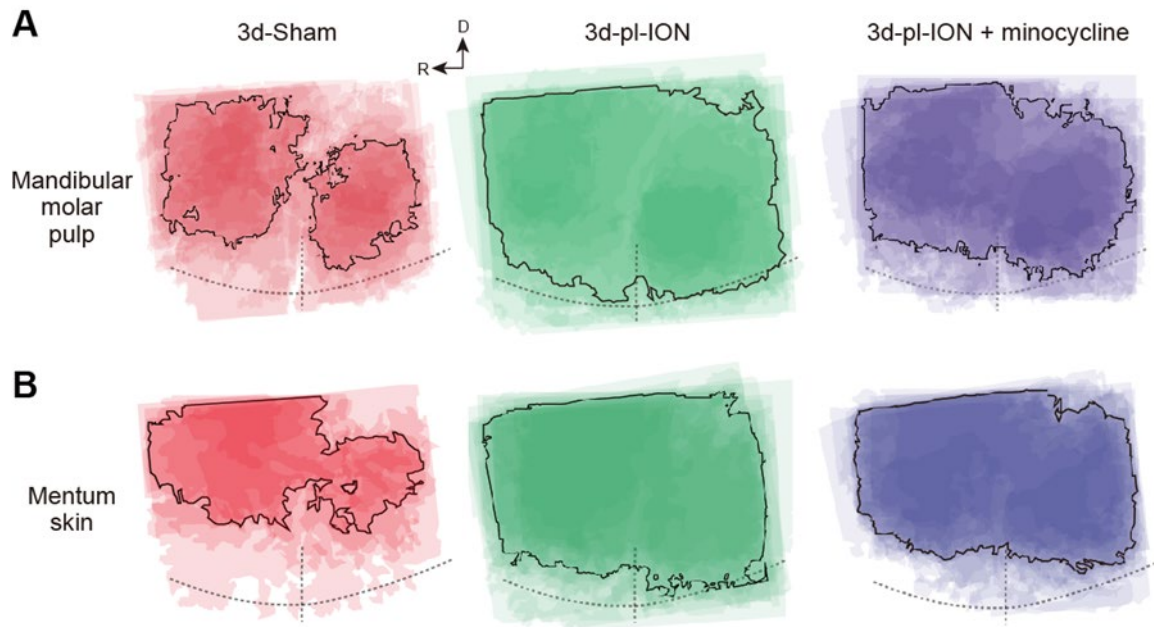 A
3d-Sham
D
R
3d-pl-ION
3d-pl-ION + minocycline
Mandibular
molar
pulp
B
Mentum
skin